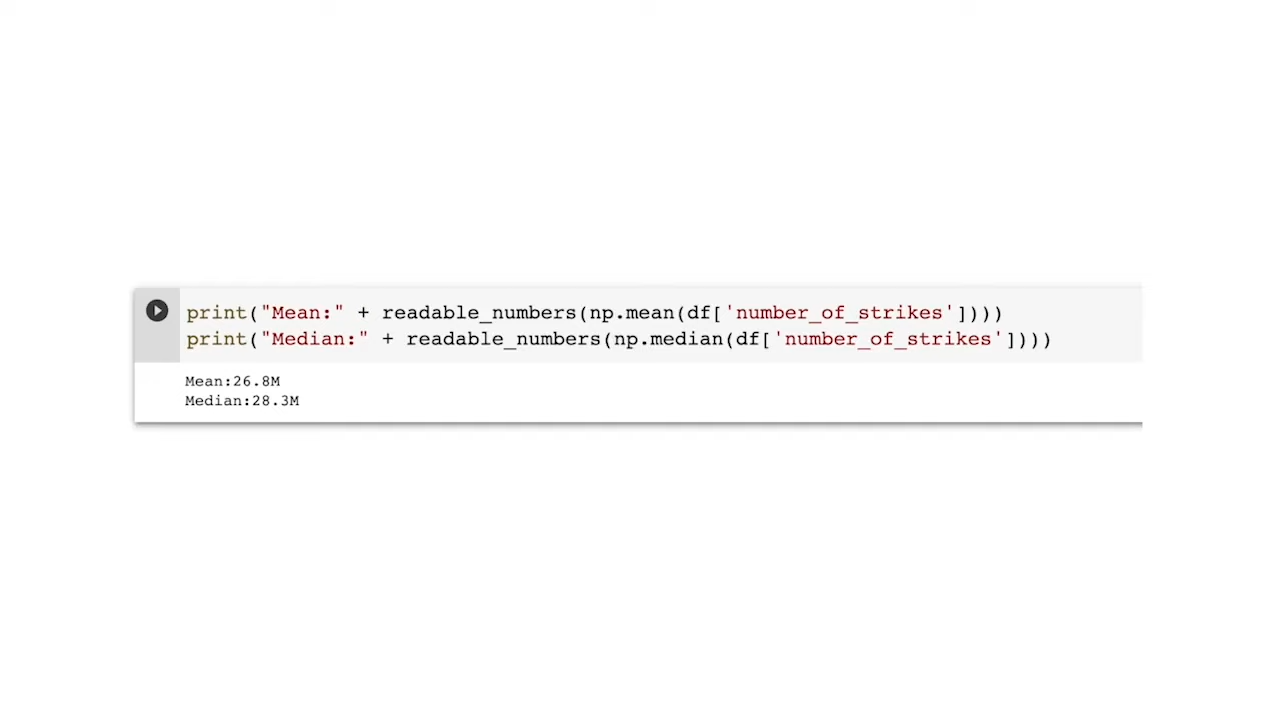 print("Mean:" + readable_numbers(np.mean(df['number_of_strikes'])))
print("Median:" + readable_numbers(np.median(df['number_of_strikes'])))
Mean:26.8M
Median:28.3M